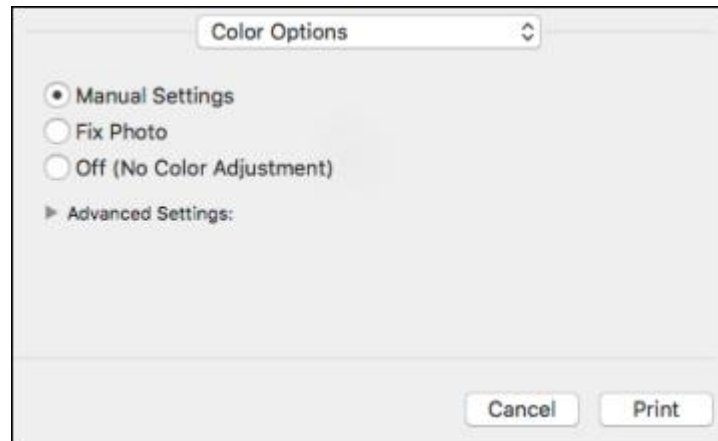 Color Options
Manual Settings
Fix Photo
Off (No Color Adjustment)
Advanced Settings:
Cancel Print